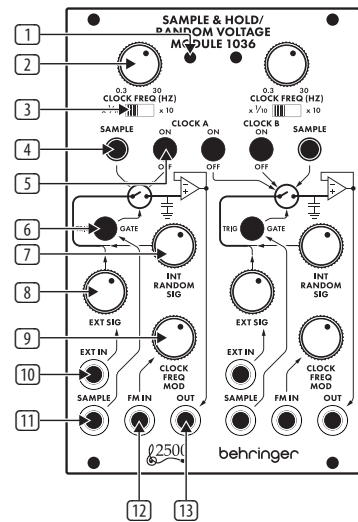 SAMPLE & HOLD/
RANDOM VOLTAGE
MODULE 1036
1
2
0.3 30 0.3 30
CLOCK FREQ (HZ) CLOCK FREQ (HZ)
3 x 1/10 x 10 x 1/10 x 10
CLOCK A CLOCK B
SAMPLE ON ON SAMPLE
4
5 OFF OFF OFF
6 GATE TRIG GATE
7
INT RANDOM SIG INT RANDOM SIG
8
EXT SIG EXT SIG
9
EXT IN EXT IN
CLOCK FREQ MOD CLOCK FREQ MOD
10
SAMPLE FM IN OUT SAMPLE FM IN OUT
11
2500 behringer
12 13